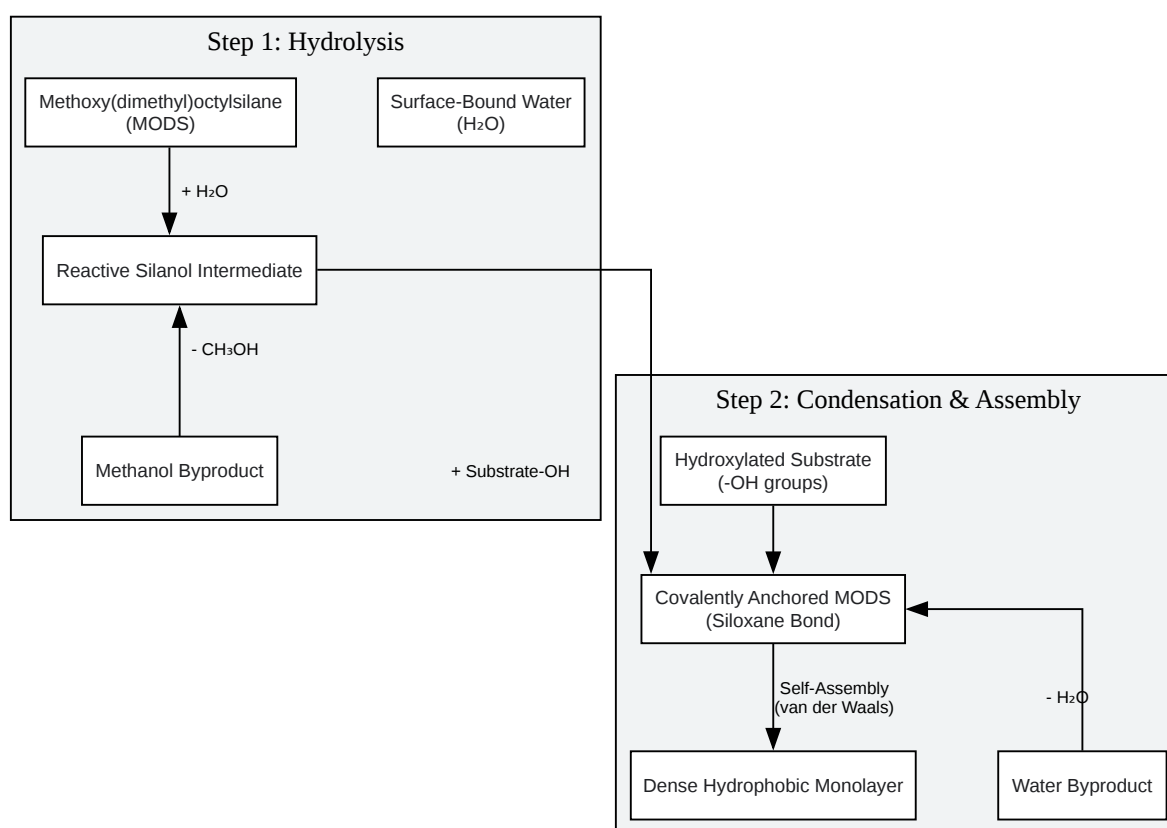 Step 1: Hydrolysis
Methoxy(dimethyl)octylsilane
(MODS)
Surface-Bound Water
(H₂O)
+ H₂O
Reactive Silanol Intermediate
- CH₃OH
Methanol Byproduct
+ Substrate-OH
Step 2: Condensation & Assembly
Hydroxylated Substrate
(-OH groups)
Covalently Anchored MODS
(Siloxane Bond)
Self-Assembly
(van der Waals)
- H₂O
Dense Hydrophobic Monolayer
Water Byproduct